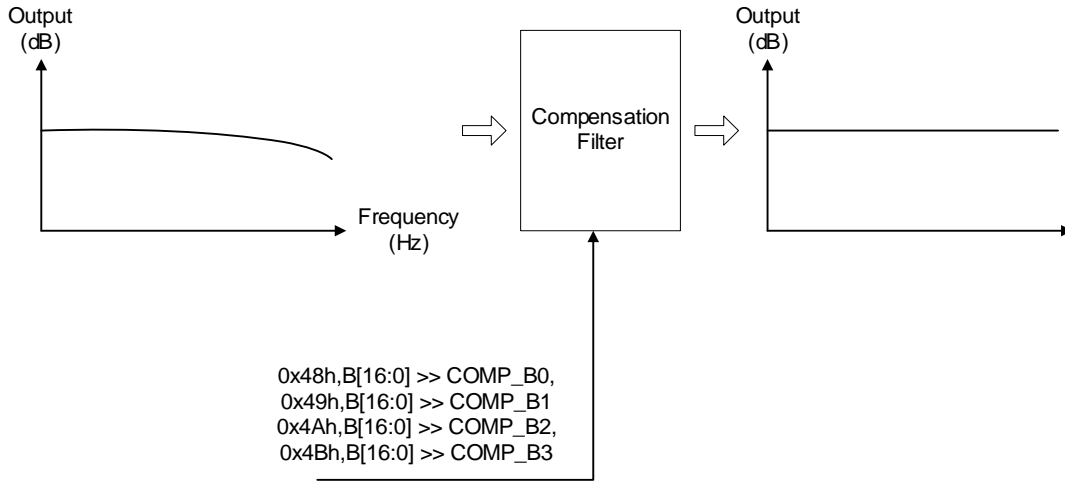 Output
(dB)
Frequency
(Hz)
Compensation
Filter
Output
(dB)
0x48h,B[16:0] >> COMP_B0,
0x49h,B[16:0] >> COMP_B1
0x4Ah,B[16:0] >> COMP_B2,
0x4Bh,B[16:0] >> COMP_B3